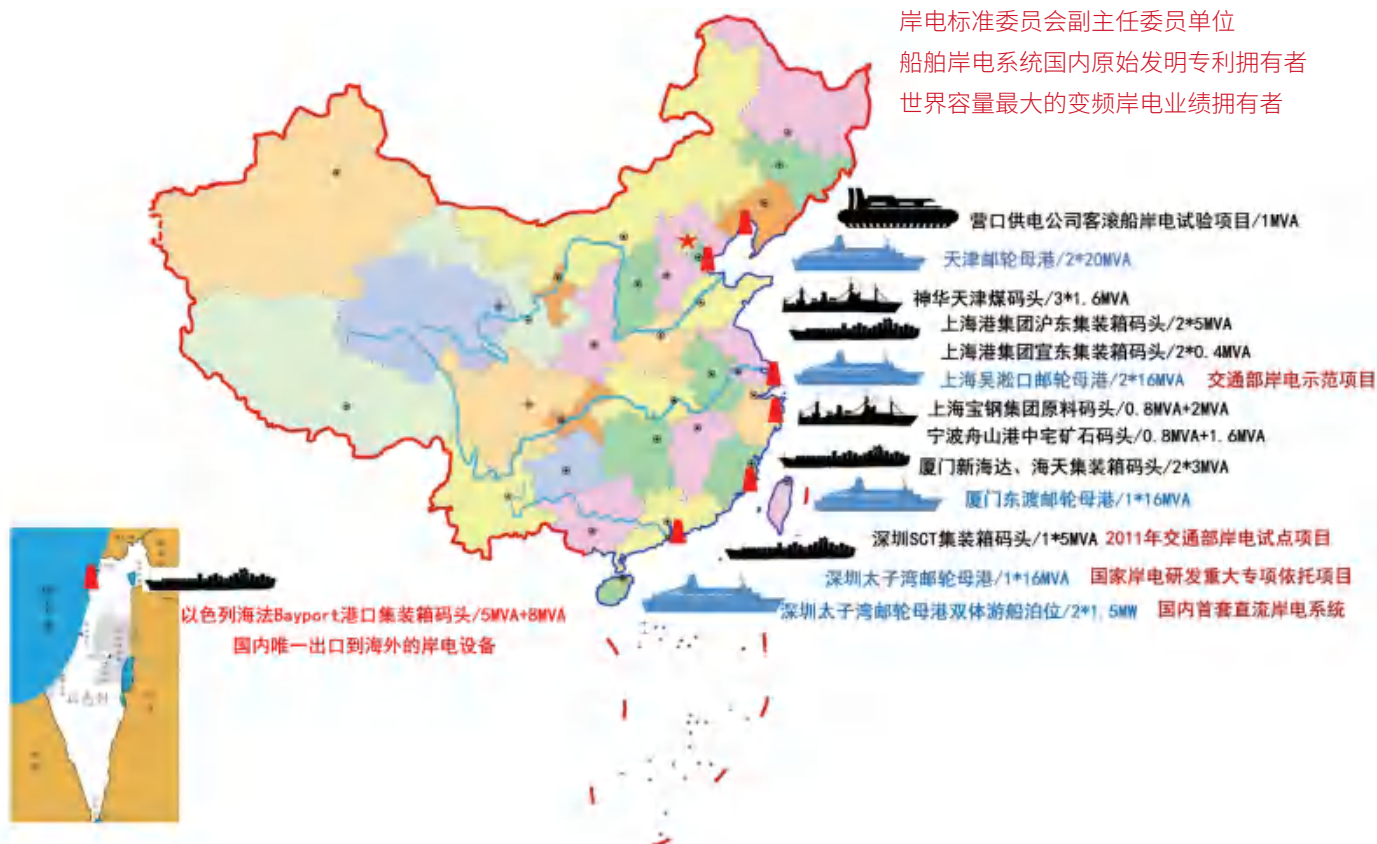 岸电标准委员会副主任委员单位
船舶岸电系统国内原始发明专利拥有者
世界容量最大的变频岸电业绩拥有者
营口供电公司客滚船岸电试验项目/1MVA
天津邮轮母港/2*20MVA
神华天津煤码头/3*1.6MVA
上海港集团沪东集装箱码头/2*5MVA
上海港集团宜东集装箱码头/2*0.4MVA
上海吴淞口邮轮母港/2*16MVA 交通部岸电示范项目
上海宝钢集团原料码头/0.8MVA+2MVA
宁波舟山港中宅矿石码头/0.8MVA+1.6MVA
厦门新海达、海天集装箱码头/2*3MVA
厦门东渡邮轮母港/1*16MVA
深圳SCT集装箱码头/1*5MVA 2011年交通部岸电试点项目
深圳太子湾邮轮母港/1*16MVA 国家岸电研发重大专项依托项目
深圳太子湾邮轮母港双体游船泊位/2*1.5MW 国内首套直流岸电系统
以色列海法Bayport港口集装箱码头/5MVA+8MVA
国内唯一出口到海外的岸电设备
以色列